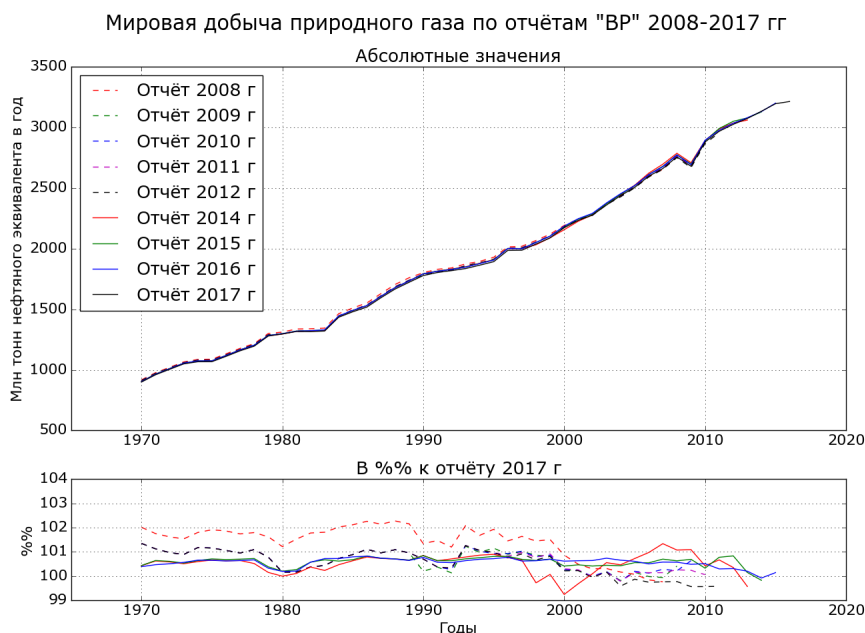 Мировая добыча природного газа по отчётам "BP" 2008-2017 гг
Абсолютные значения
Млн тонн нефтяного эквивалента в год
3500
3000
2500
2000
1500
1000
500
Отчёт 2008 г
Отчёт 2009 г
Отчёт 2010 г
Отчёт 2011 г
Отчёт 2012 г
Отчёт 2014 г
Отчёт 2015 г
Отчёт 2016 г
Отчёт 2017 г
1970 1980 1990 2000 2010 2020
В %% к отчёту 2017 г
%%
104
103
102
101
100
99
1970 1980 1990 2000 2010 2020
Годы